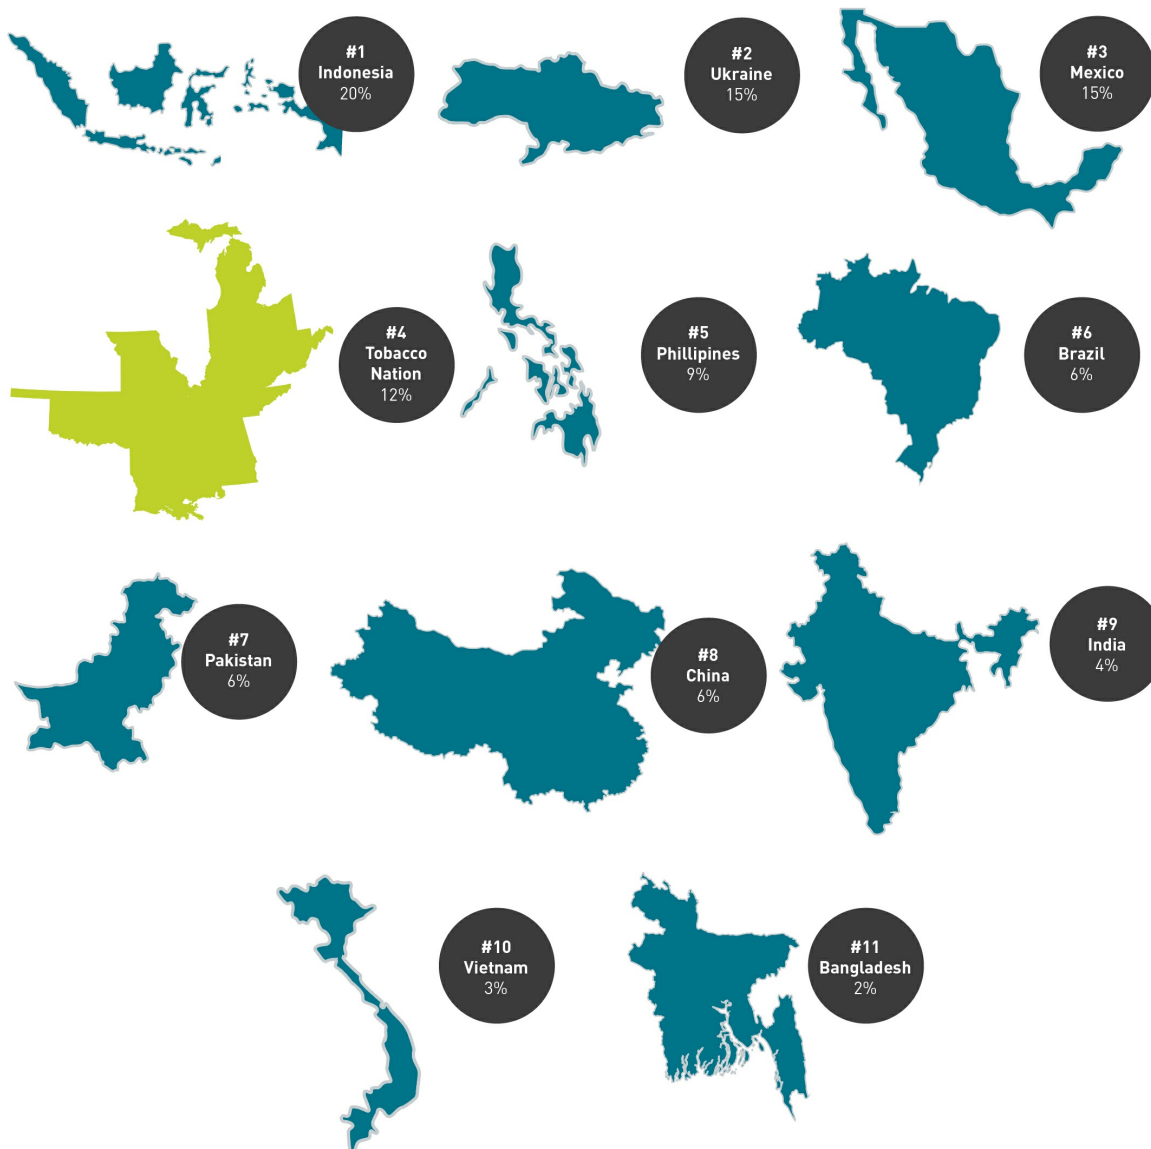 #1
Indonesia
20%
#2
Ukraine
15%
#3
Mexico
15%
#4
Tobacco
Nation
12%
#5
Phillipines
9%
#6
Brazil
6%
#7
Pakistan
6%
#8
China
6%
#9
India
4%
#10
Vietnam
3%
#11
Bangladesh
2%